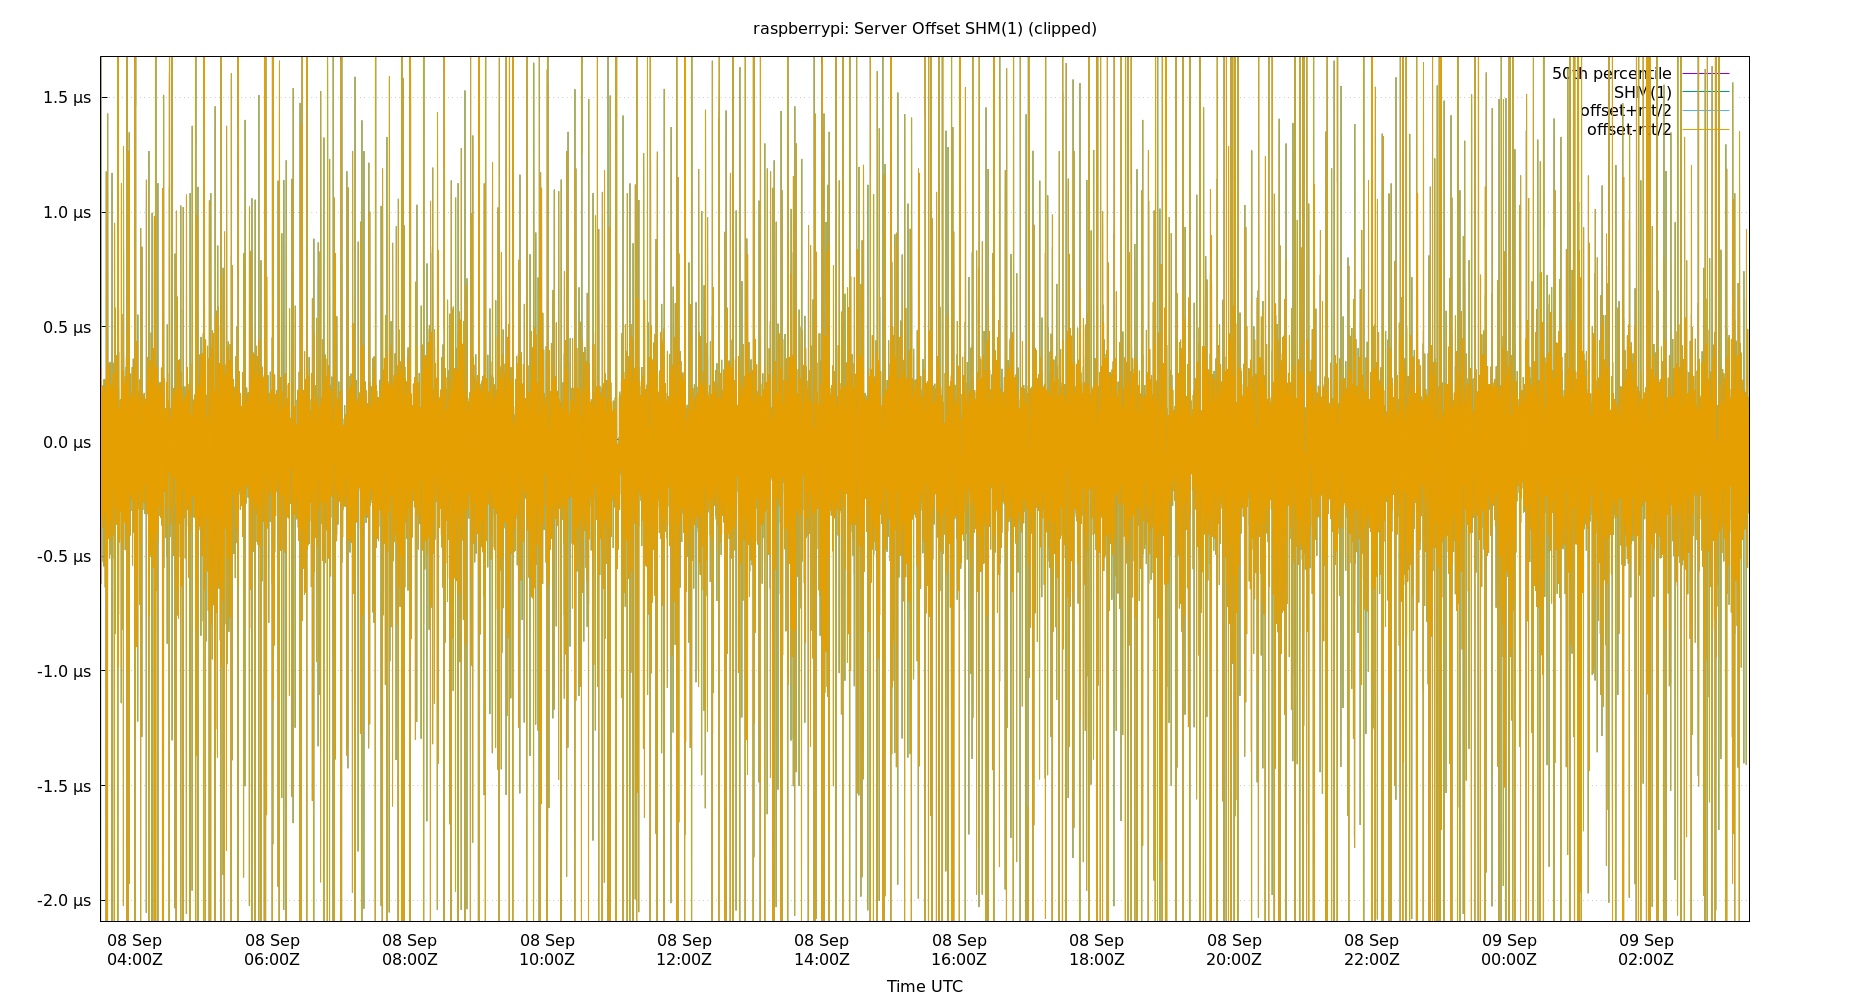 raspberrypi: Server Offset SHM(1) (clipped)
50th percentile
SHM(1)
offset+rtt/2
offset-rtt/2
1.5 µs
1.0 µs
0.5 µs
0.0 µs
-0.5 µs
-1.0 µs
-1.5 µs
-2.0 µs
08 Sep 08 Sep 08 Sep 08 Sep 08 Sep 08 Sep 08 Sep 08 Sep 08 Sep 08 Sep 09 Sep 09 Sep
04:00Z 06:00Z 08:00Z 10:00Z 12:00Z 14:00Z 16:00Z 18:00Z 20:00Z 22:00Z 00:00Z 02:00Z
Time UTC